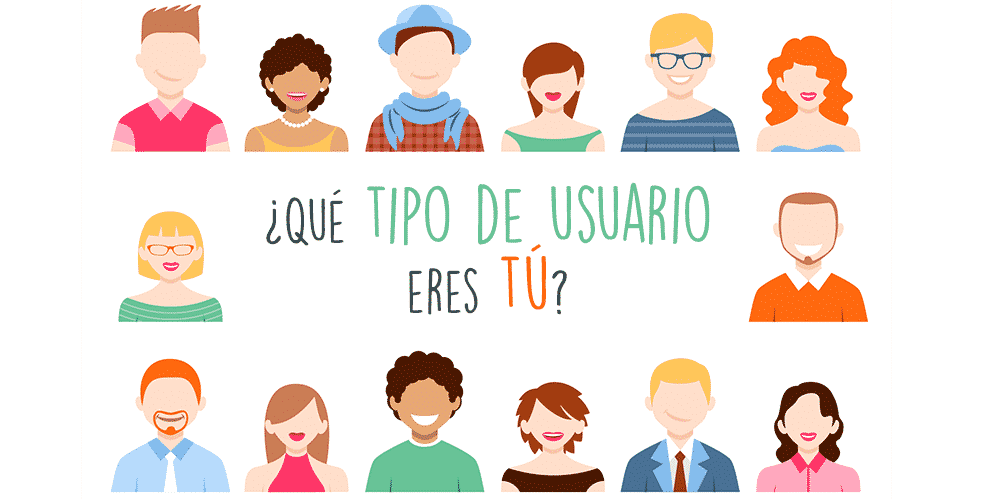 ¿QUÉ TIPO DE USUARIO
ERES TÚ?